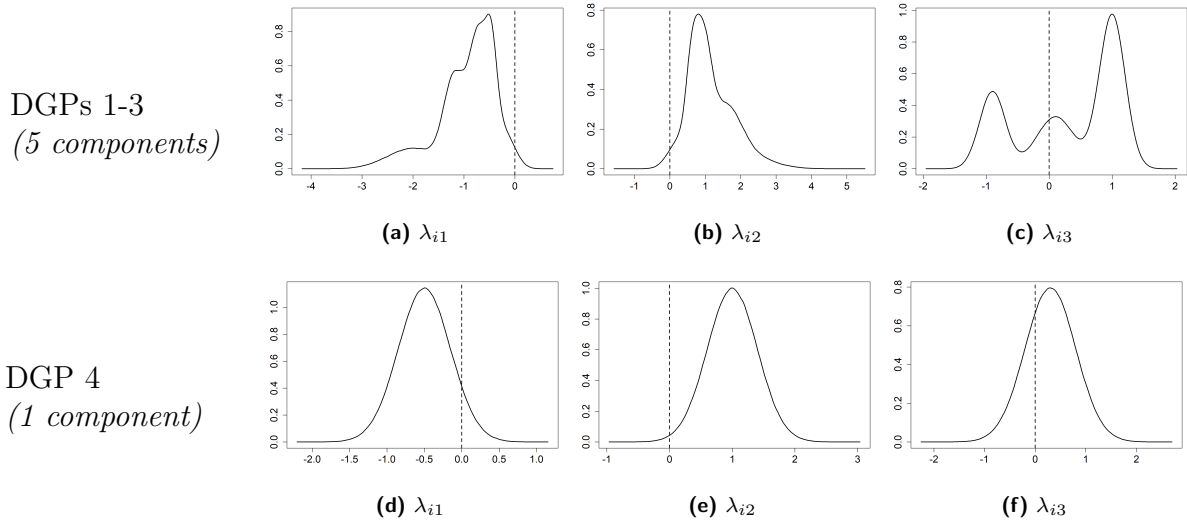 DGPs 1-3
(5 components)
0.0 0.2 0.4 0.6 0.8
-4 -3 -2 -1 0
(a) λi1
0.0 0.2 0.4 0.6 0.8
-1 0 1 2 3 4 5
(b) λi2
0.0 0.2 0.4 0.6 0.8 1.0
-2 -1 0 1 2
(c) λi3
DGP 4
(1 component)
0.0 0.2 0.4 0.6 0.8 1.0
-2.0 -1.5 -1.0 -0.5 0.0 0.5 1.0
(d) λi1
0.0 0.2 0.4 0.6 0.8 1.0
-1 0 1 2 3
(e) λi2
0.0 0.2 0.4 0.6 0.8
-2 -1 0 1 2
(f) λi3